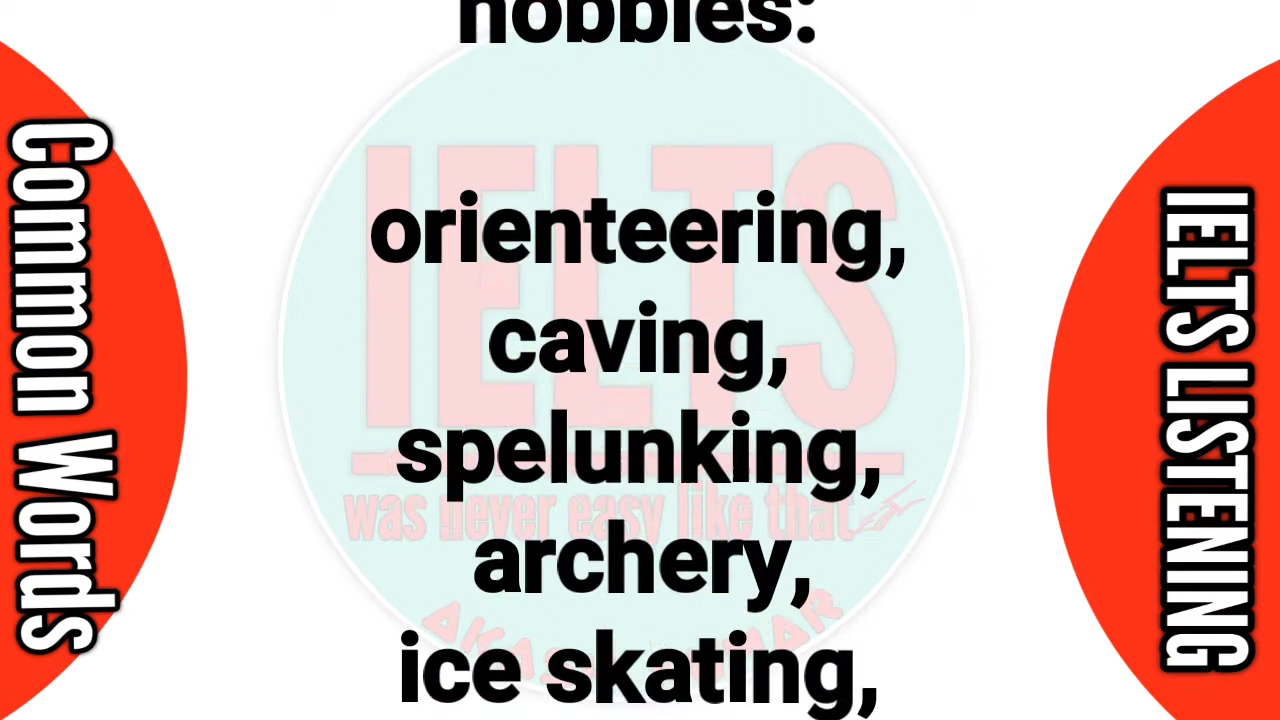 hobbies:
orienteering,
caving,
spelunking,
archery,
ice skating,
Common Words
IELTS LISTENING
IELTS
was never easy like that